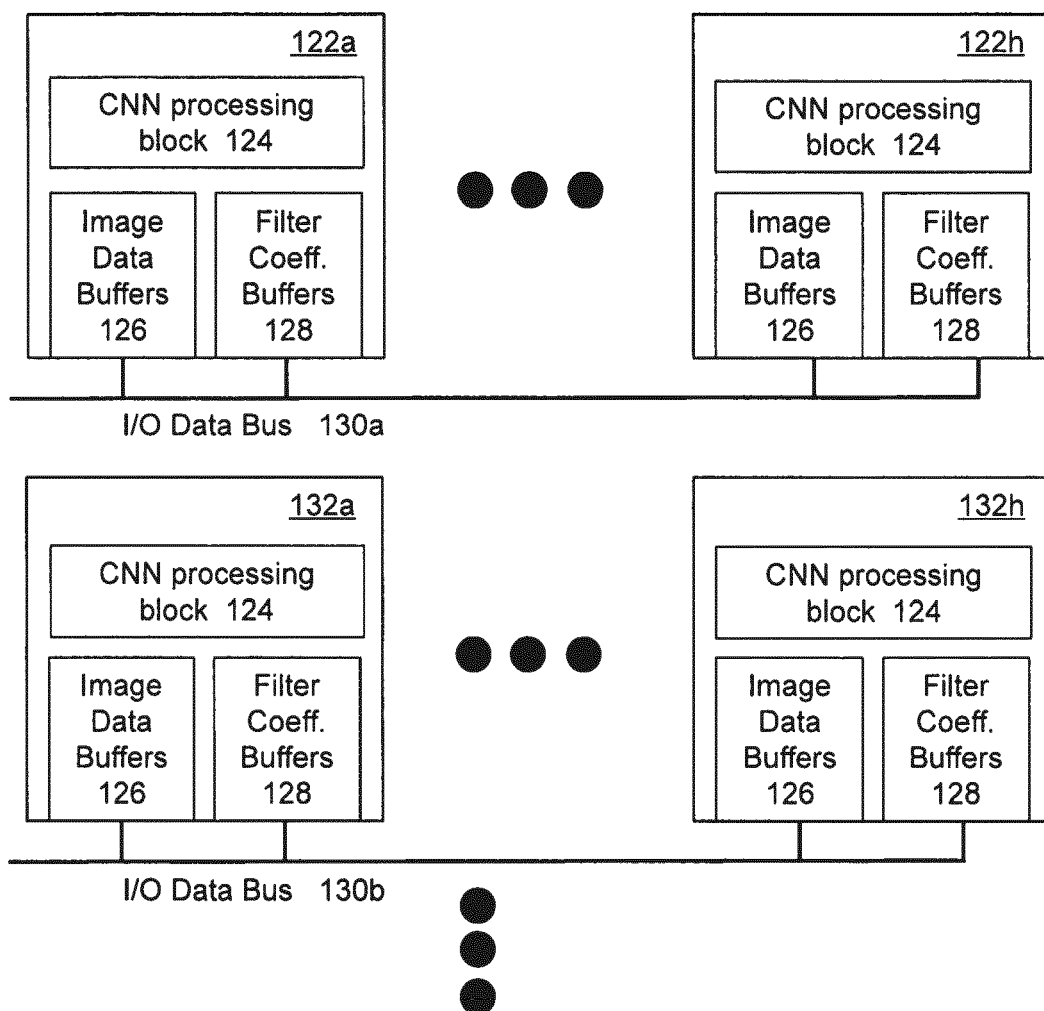 122a
CNN processing
block 124
Image
Data
Buffers
126
Filter
Coeff.
Buffers
128
122h
CNN processing
block 124
Image
Data
Buffers
126
Filter
Coeff.
Buffers
128
I/O Data Bus 130a
132a
CNN processing
block 124
Image
Data
Buffers
126
Filter
Coeff.
Buffers
128
132h
CNN processing
block 124
Image
Data
Buffers
126
Filter
Coeff.
Buffers
128
I/O Data Bus 130b